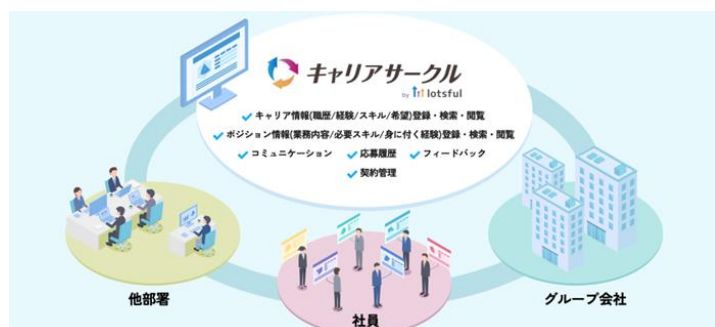 キャリアサークル
by lotsful
キャリア情報(職歴/経験/スキル/希望)登録・検索・閲覧
ポジション情報(業務内容/必要スキル/身に付く経験)登録・検索・閲覧
コミュニケーション 応募履歴 フィードバック
契約管理
他部署
社員
グループ会社